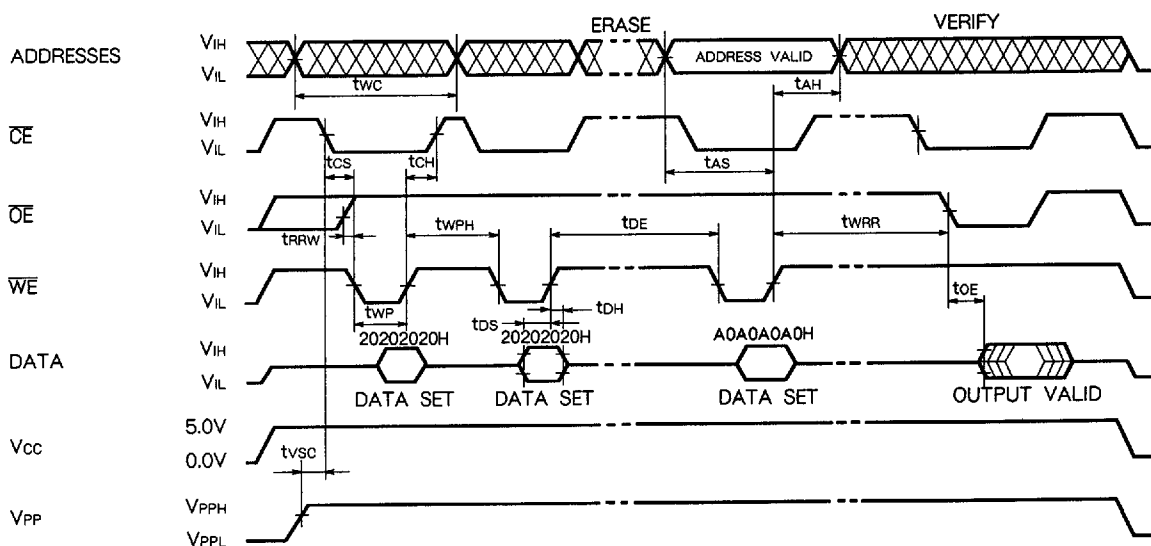 ERASE VERIFY
ADDRESSES VIH ADDRESS VALID
VIL
tWC tAH
CE VIH
VIL
tCS tCH tAS
OE VIH
VIL
tRRW tWPH tDE tWRR
WE VIH
VIL
tWP tDS tDH tOE
20202020H 20202020H A0A0A0A0H
DATA VIH
VIL
DATA SET DATA SET DATA SET OUTPUT VALID
VCC 5.0V
0.0V
tVSC
VPP VPPH
VPPL